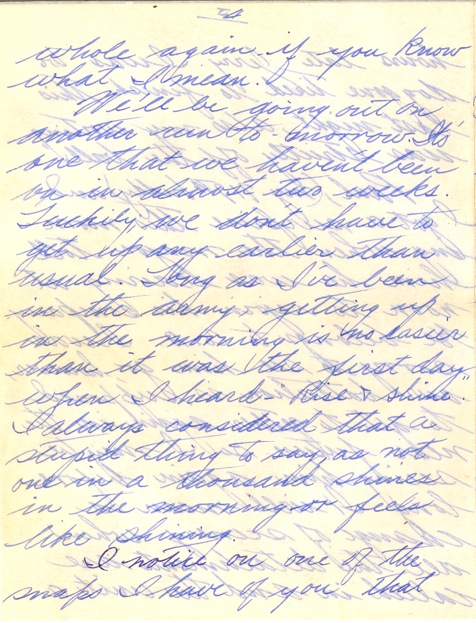 4
whole again if you know
what I mean.
We'll be going out on
another run to-morrow. It's
one that we haven't been
on in almost two weeks.
Luckily, we don't have to
get up any earlier than
usual. Long as I've been
in the army, getting up
in the morning is no easier
than it was the first day
when I heard - "Rise & shine."
I always considered that a
stupid thing to say, as not
one in a thousand shines
in the morning or feels
like shining.
I notice on one of the
snaps I have of you that